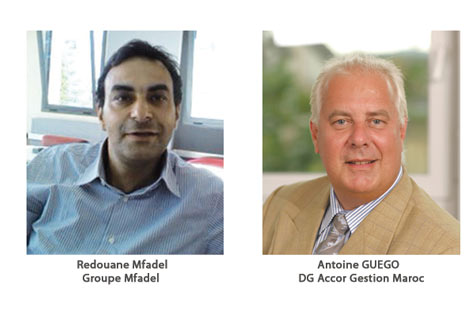 Redouane Mfadel
Groupe Mfadel
Antoine GUEGO
DG Accor Gestion Maroc